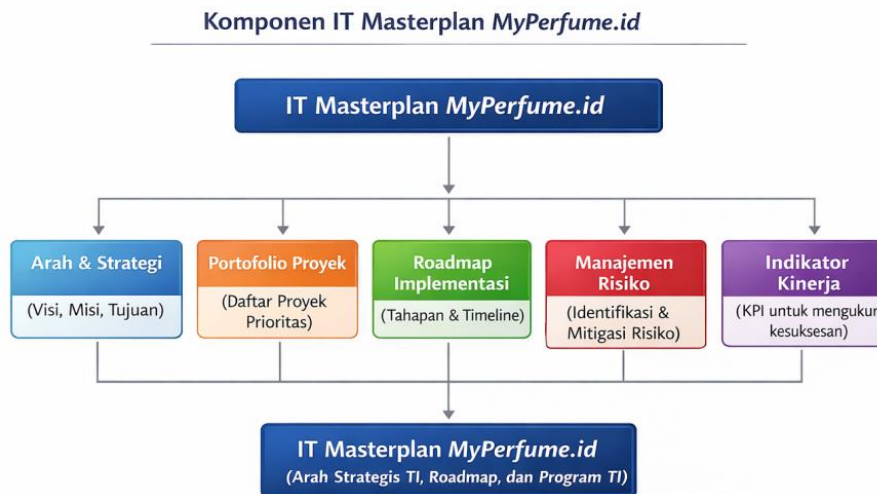 Komponen IT Masterplan MyPerfume.id
IT Masterplan MyPerfume.id
Arah & Strategi
(Visi, Misi, Tujuan)
Portofolio Proyek
(Daftar Proyek
Prioritas)
Roadmap
Implementasi
(Tahapan & Timeline)
Manajemen
Risiko
(Identifikasi &
Mitigasi Risiko)
Indikator
Kinerja
(KPI untuk mengukur
kesuksesan)
IT Masterplan MyPerfume.id
(Arah Strategis TI, Roadmap, dan Program TI)